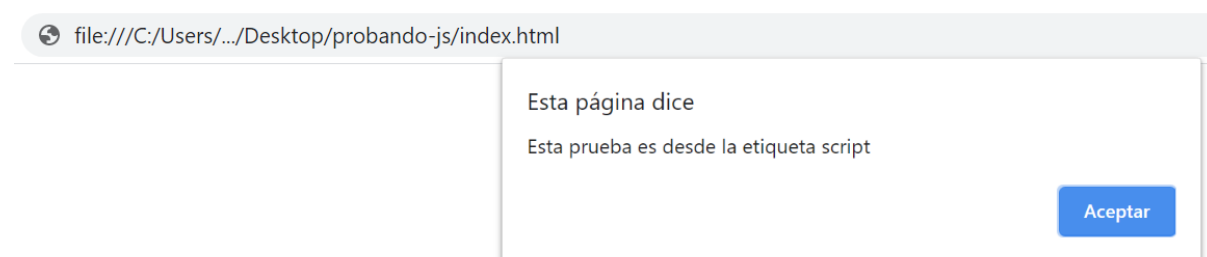 file:///C:/Users/.../Desktop/probando-js/index.html
Esta página dice
Esta prueba es desde la etiqueta script
Aceptar